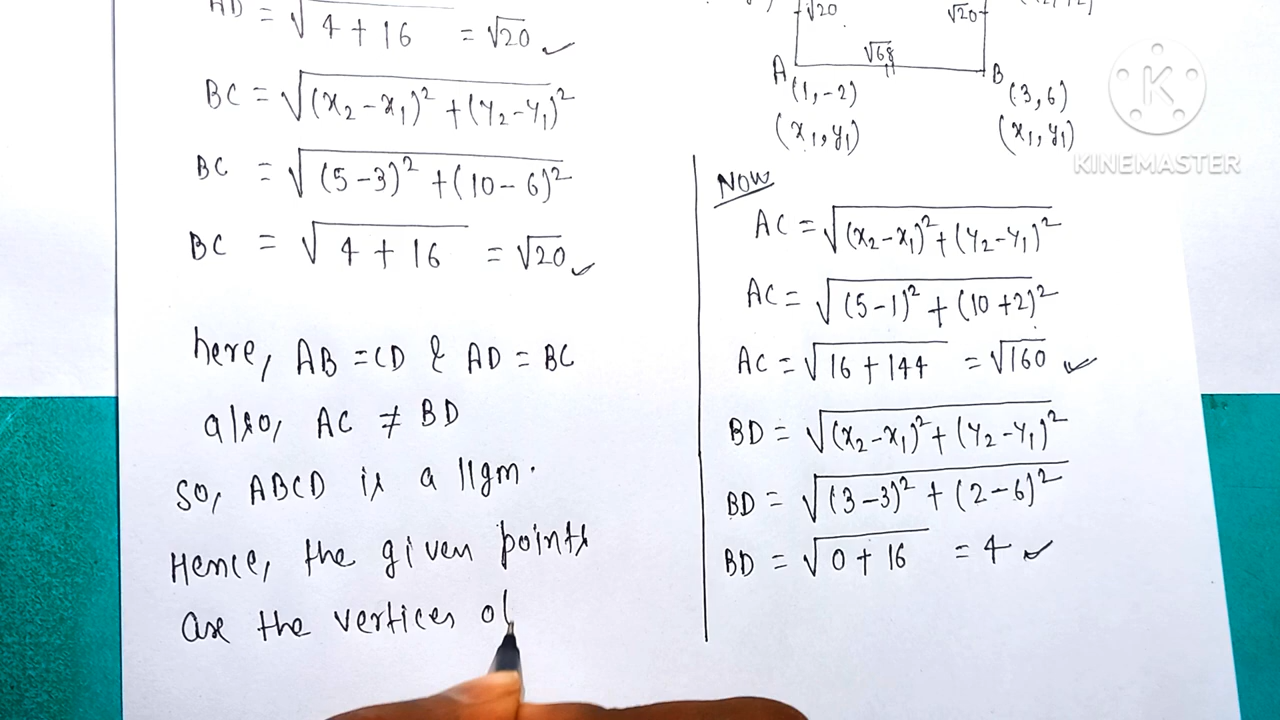 AD = √4 + 16 = √20 ✓
BC = √(x₂-x₁)² + (y₂-y₁)²
BC = √(5-3)² + (10-6)²
BC = √4 + 16 = √20 ✓
here, AB = CD & AD = BC
also, AC ≠ BD
so, ABCD is a llgm.
Hence, the given points
are the vertices of
√20 √20
√68
A B
(1,-2) (3,6)
(x₁,y₁) (x₁,y₁)
K
KINEMASTER
Now
AC = √(x₂-x₁)² + (y₂-y₁)²
AC = √(5-1)² + (10+2)²
AC = √16 + 144 = √160 ✓
BD = √(x₂-x₁)² + (y₂-y₁)²
BD = √(3-3)² + (2-6)²
BD = √0 + 16 = 4 ✓